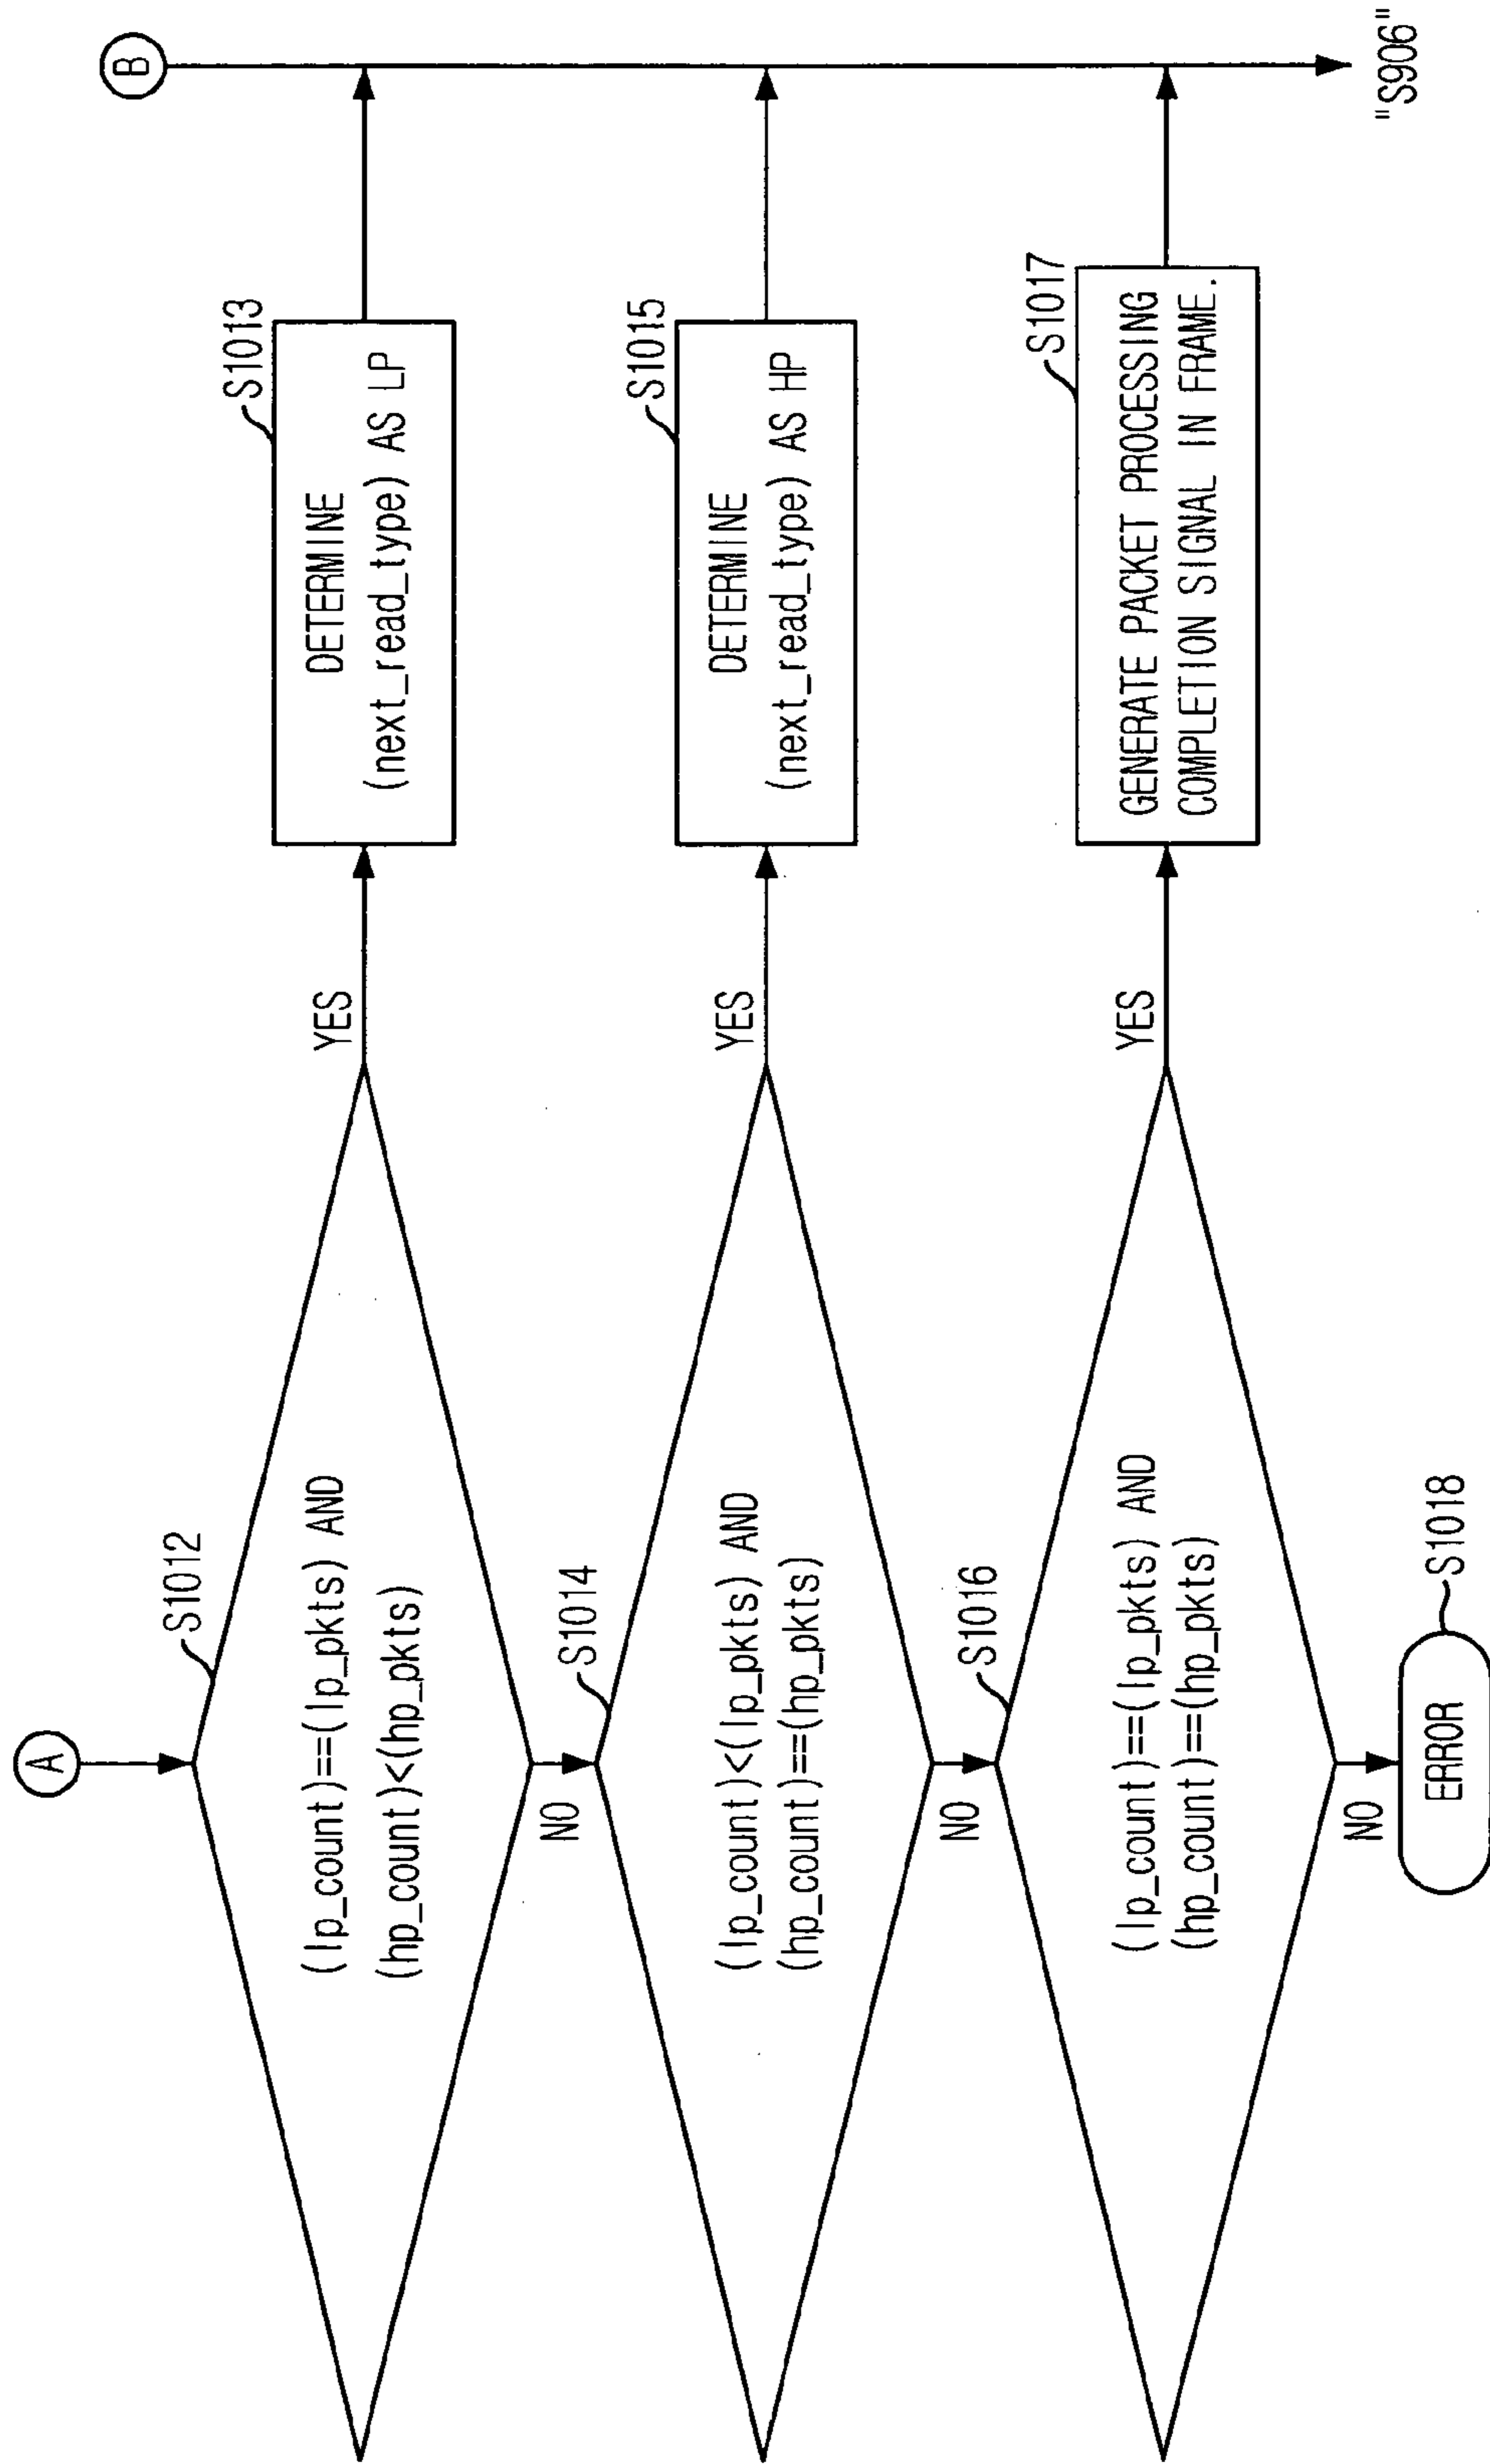 A
S1012
(lp_count)==(lp_pkts) AND
(hp_count)<(hp_pkts)
YES
S1013
DETERMINE
(next_read_type) AS LP
B
NO
S1014
(lp_count)<(lp_pkts) AND
(hp_count)==(hp_pkts)
YES
S1015
DETERMINE
(next_read_type) AS HP
NO
S1016
(lp_count)==(lp_pkts) AND
(hp_count)==(hp_pkts)
YES
S1017
GENERATE PACKET PROCESSING
COMPLETION SIGNAL IN FRAME.
NO
S1018
ERROR
"S906"